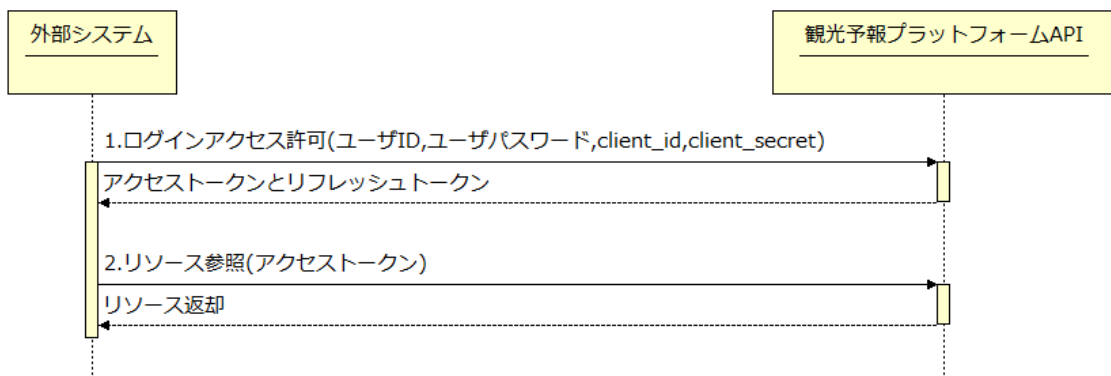 外部システム
観光予報プラットフォームAPI
1.ログインアクセス許可(ユーザID,ユーザパスワード,client_id,client_secret)
アクセストークンとリフレッシュトークン
2.リソース参照(アクセストークン)
リソース返却